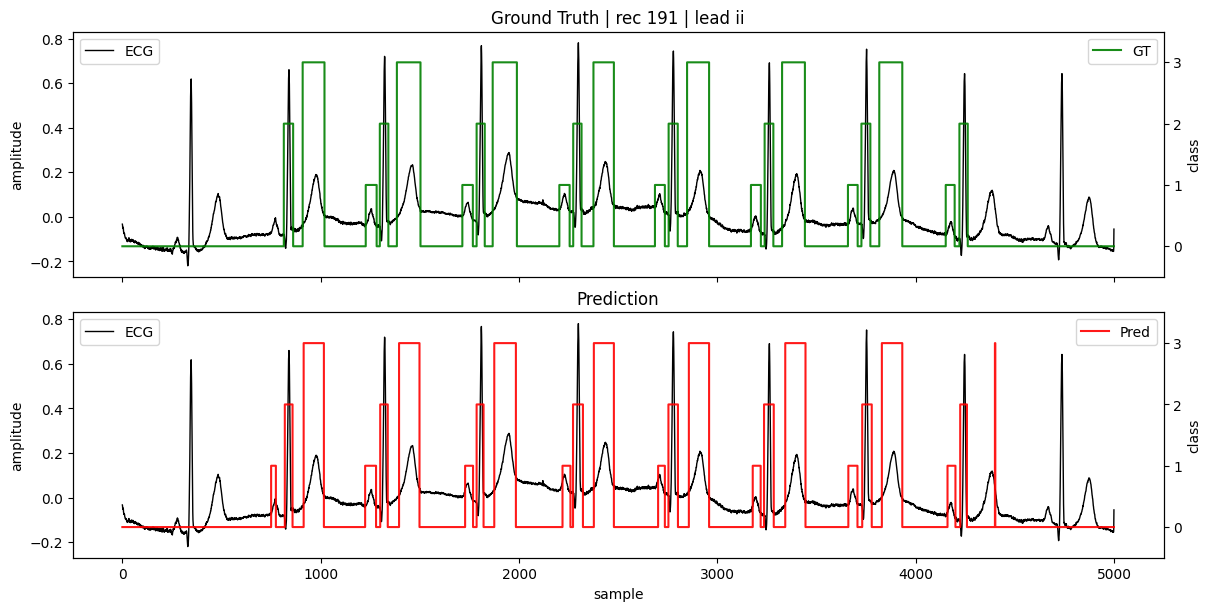 Ground Truth | rec 191 | lead ii
ECG
GT
0.8
0.6
0.4
0.2
0.0
−0.2
amplitude
3
2
1
0
class
Prediction
ECG
Pred
0.8
0.6
0.4
0.2
0.0
−0.2
amplitude
3
2
1
0
class
0 1000 2000 3000 4000 5000
sample